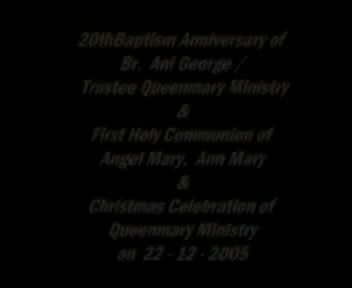 20thBaptism Anniversary of
Br. Ani George /
Trustee Queenmary Ministry
&
First Holy Communion of
Angel Mary, Ann Mary
&
Christmas Celebration of
Queenmary Ministry
on 22 - 12 - 2005